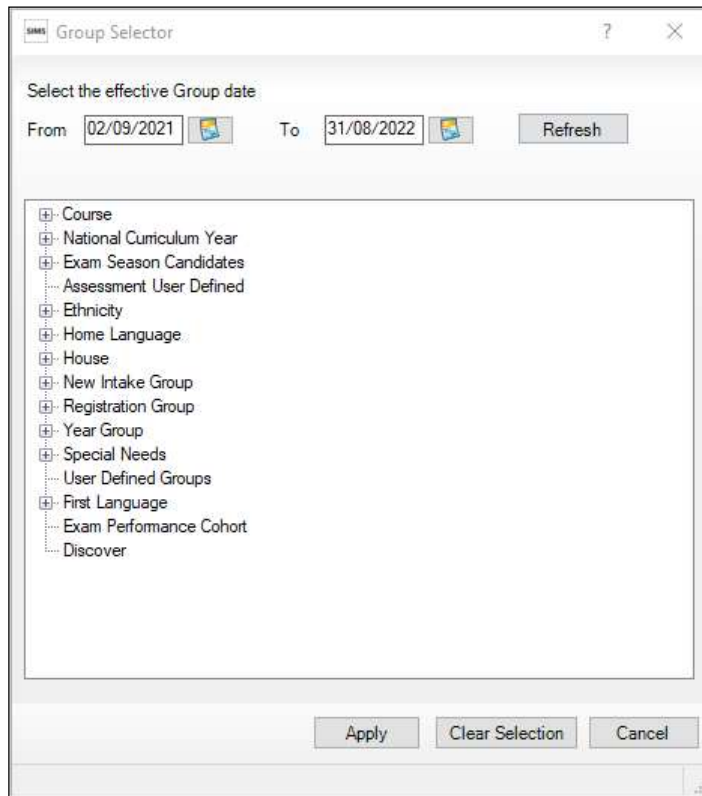 SIMS Group Selector ?
Select the effective Group date
From 02/09/2021 To 31/08/2022 Refresh
Course
National Curriculum Year
Exam Season Candidates
Assessment User Defined
Ethnicity
Home Language
House
New Intake Group
Registration Group
Year Group
Special Needs
User Defined Groups
First Language
Exam Performance Cohort
Discover
Apply Clear Selection Cancel